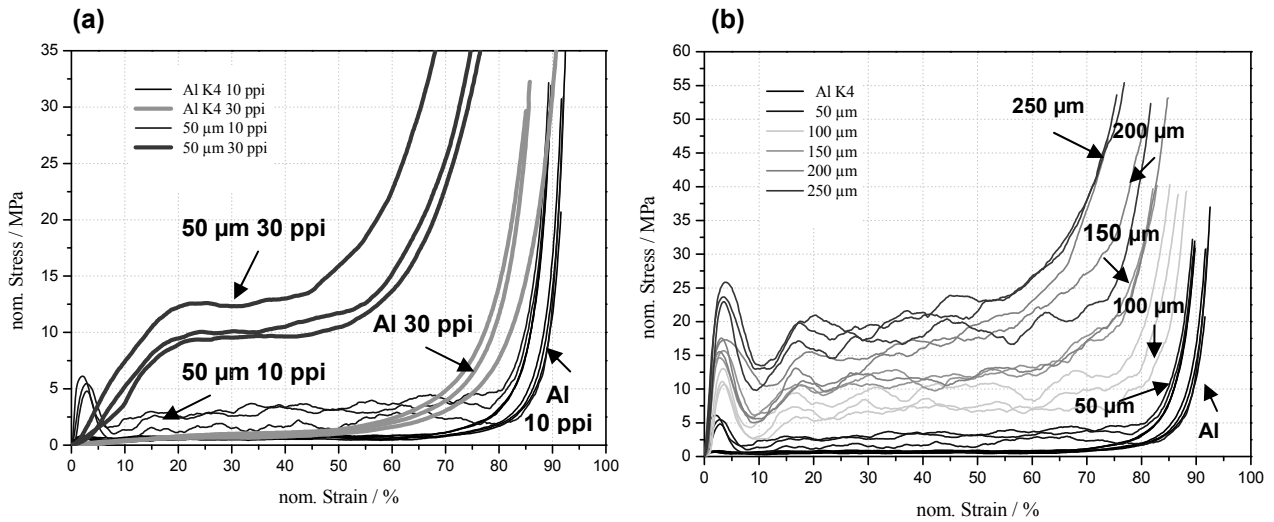 (a)
35
30
25
20
15
10
5
0
nom. Stress / MPa
Al K4 10 ppi
Al K4 30 ppi
50 µm 10 ppi
50 µm 30 ppi
50 µm 30 ppi
Al 30 ppi
50 µm 10 ppi
Al
10 ppi
0 10 20 30 40 50 60 70 80 90 100
nom. Strain / %
(b)
60
55
50
45
40
35
30
25
20
15
10
5
0
nom. Stress / MPa
Al K4
50 µm
100 µm
150 µm
200 µm
250 µm
250 µm
200 µm
150 µm
100 µm
50 µm
Al
0 10 20 30 40 50 60 70 80 90 100
nom. Strain / %